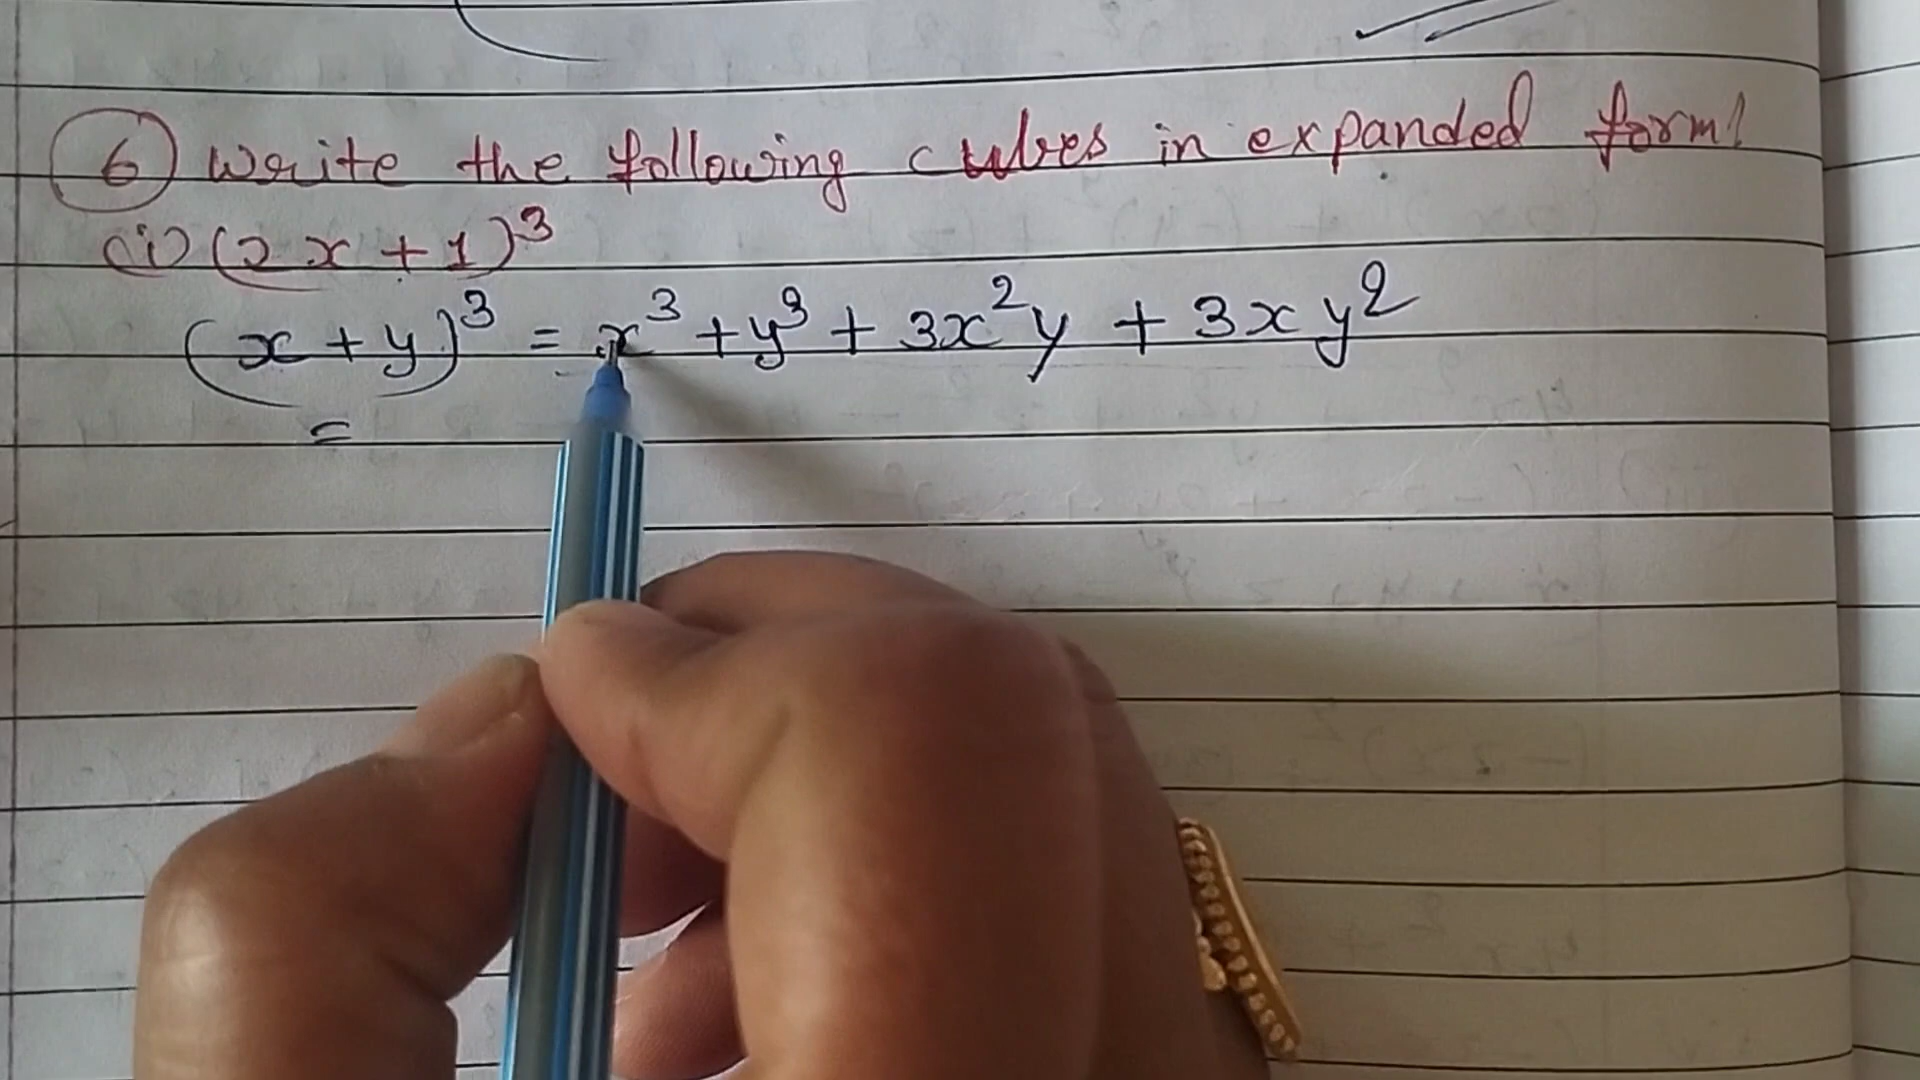 6 Write the following cubes in expanded form:
(i) (2x + 1)³
(x + y)³ = x³ + y³ + 3x²y + 3xy²
=